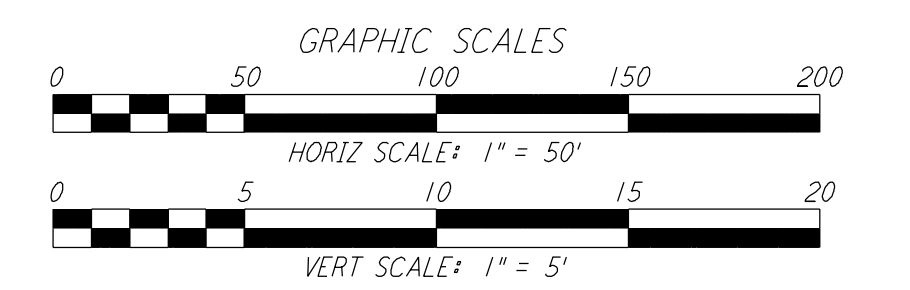 GRAPHIC SCALES
0 50 100 150 200
HORIZ SCALE: 1" = 50'
0 5 10 15 20
VERT SCALE: 1" = 5'